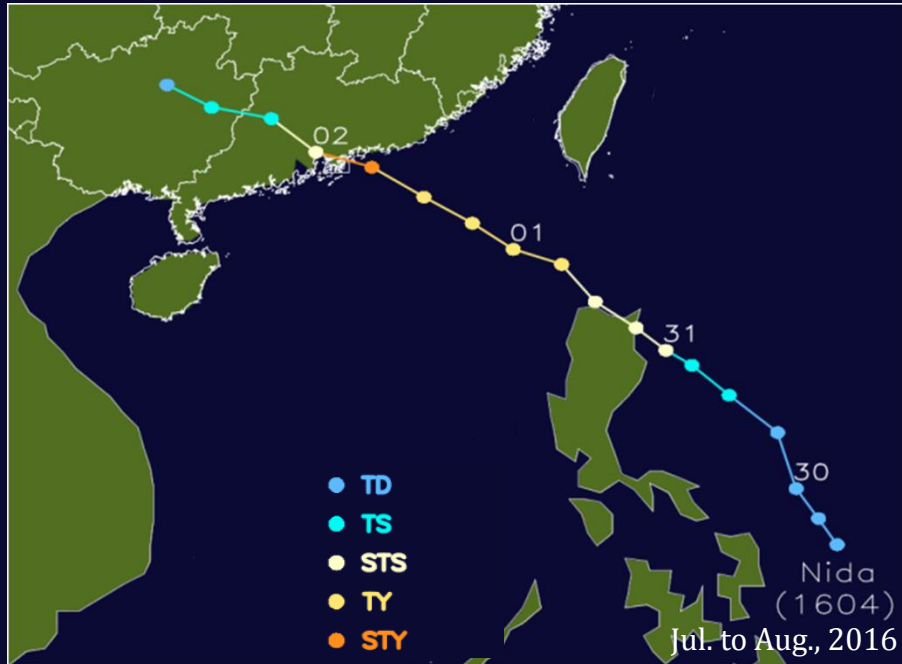 02
01
31
30
TD
TS
STS
TY
STY
Nida
(1604)
Jul. to Aug., 2016